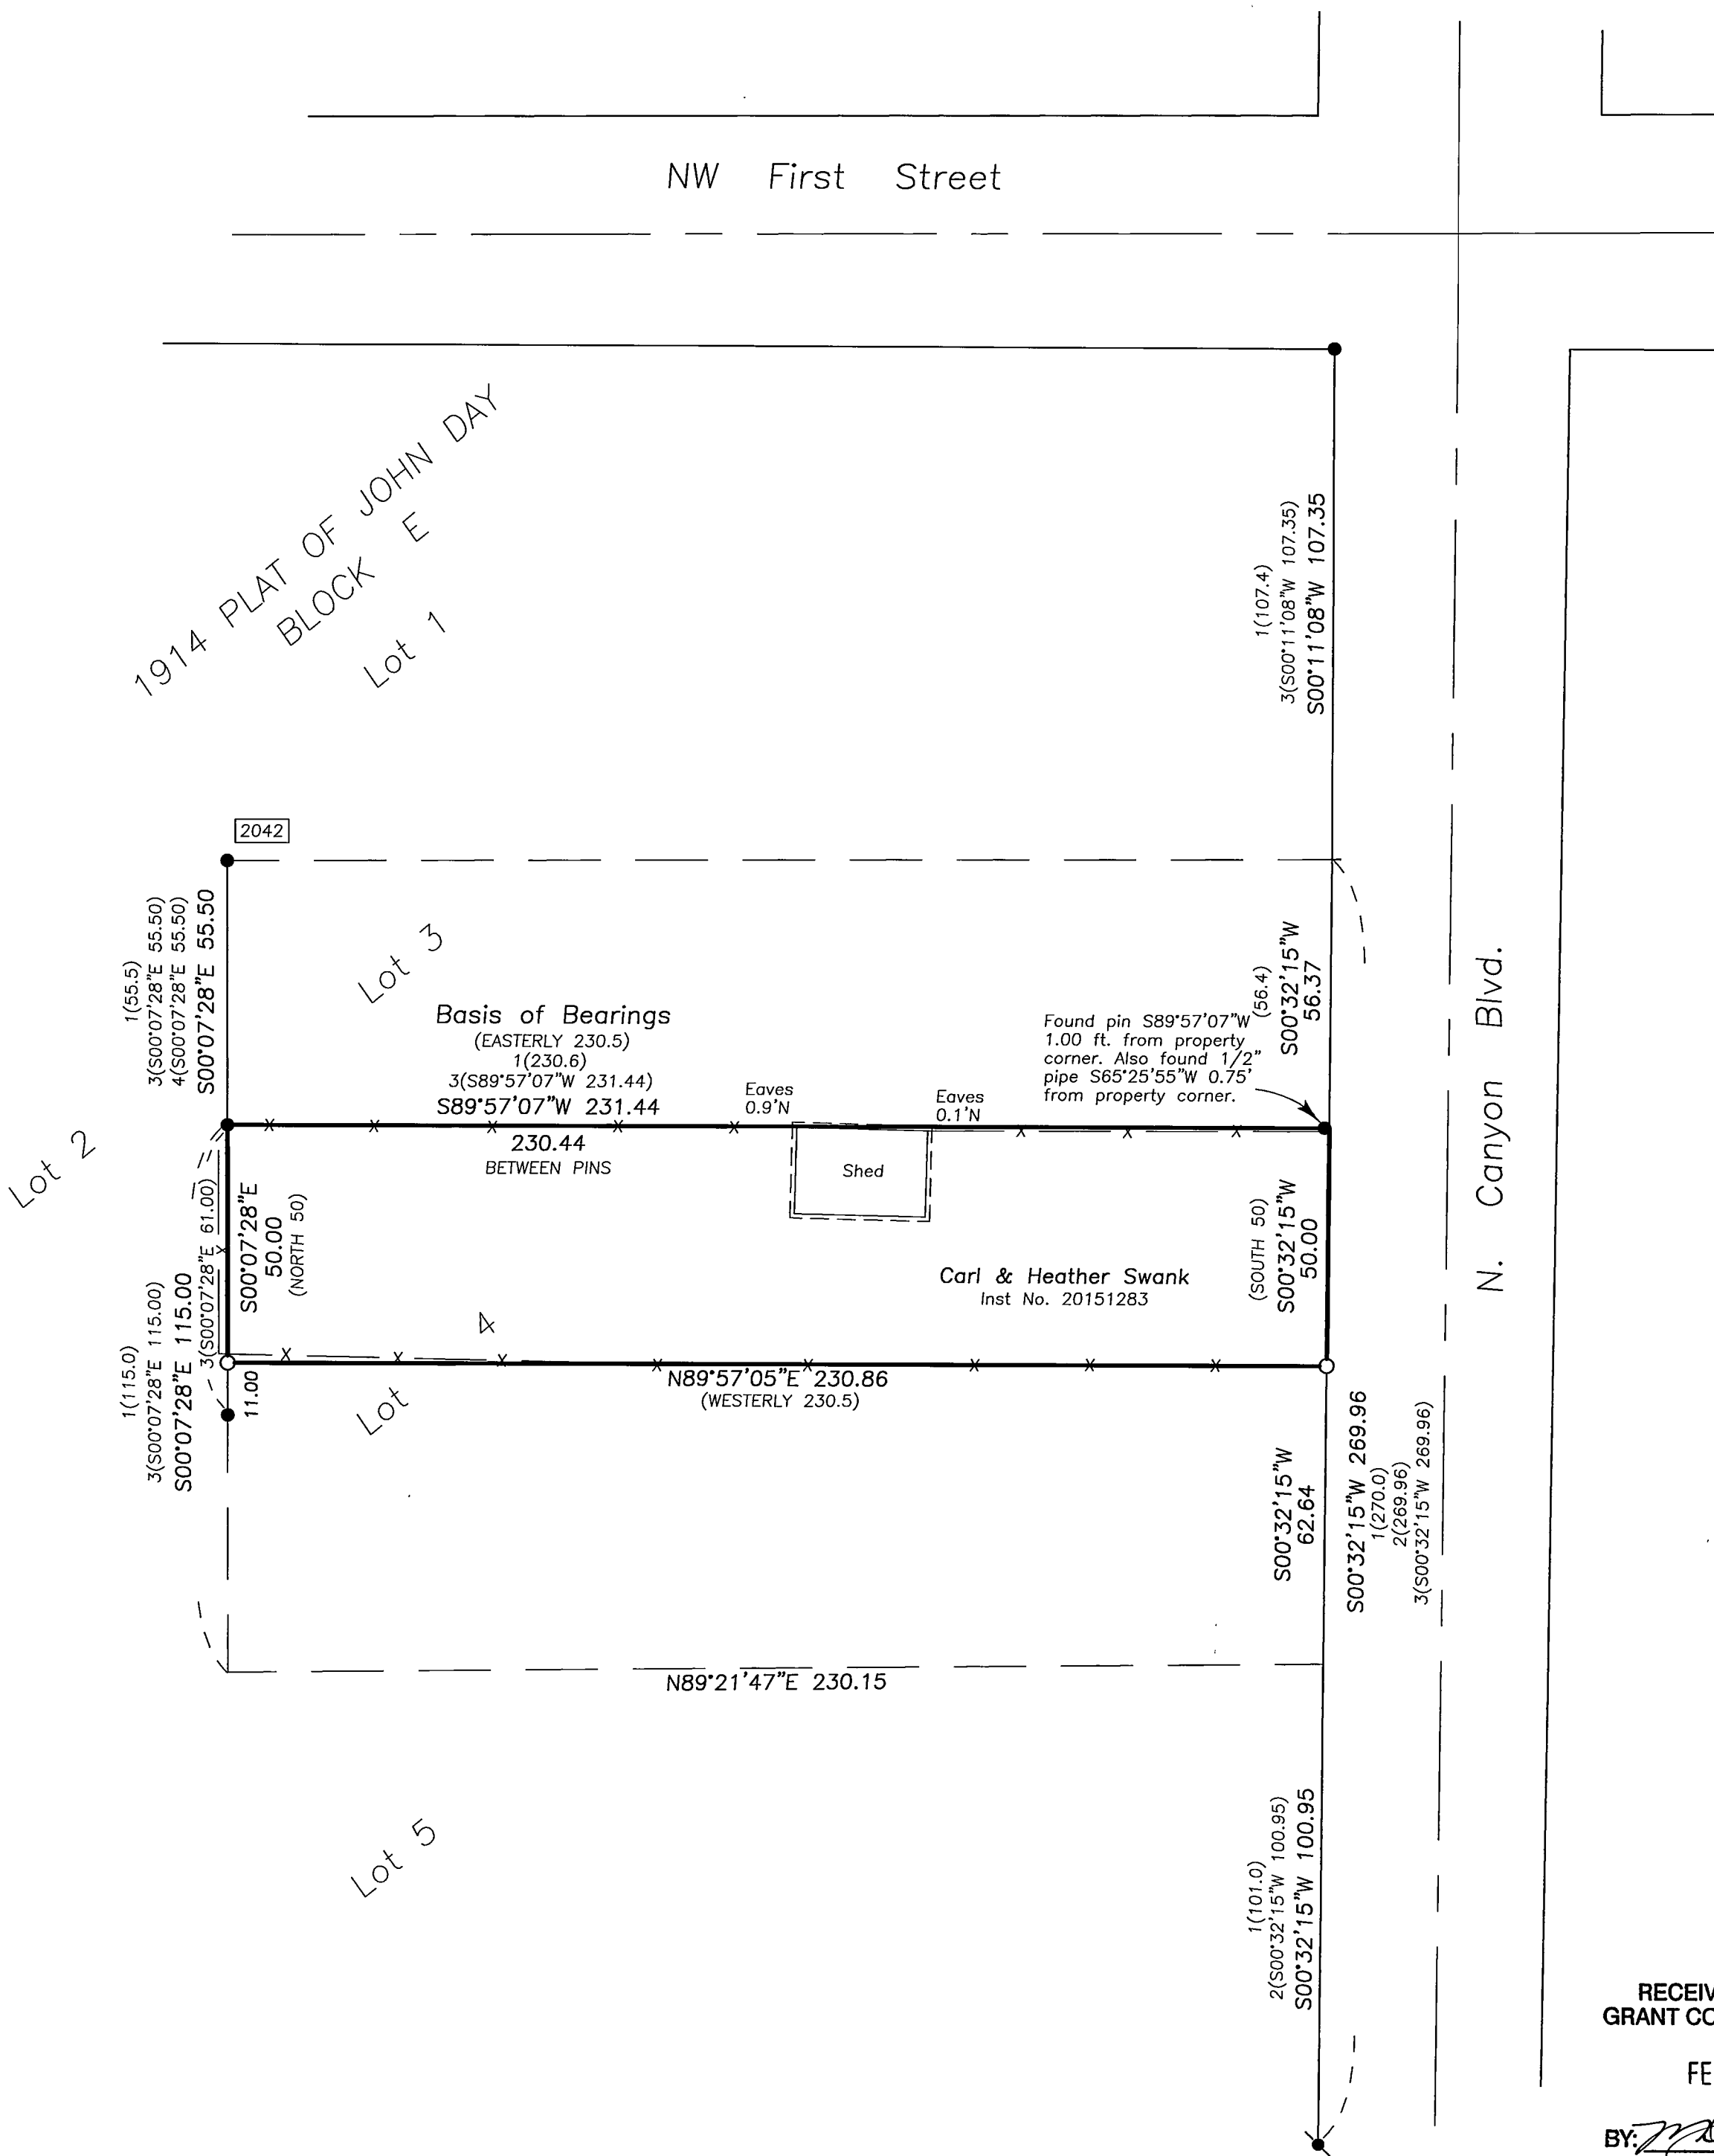 NW First Street
1914 PLAT OF JOHN DAY
BLOCK E
Lot 1
1(107.4)
3(S00°11'08"W 107.35)
S00°11'08"W 107.35
2042
1(55.5)
3(S00°07'28"E 55.50)
4(S00°07'28"E 55.50)
S00°07'28"E 55.50
Lot 3
Basis of Bearings
(EASTERLY 230.5)
1(230.6)
3(S89°57'07"W 231.44)
S89°57'07"W 231.44
230.44
BETWEEN PINS
Eaves
0.9'N
Eaves
0.1'N
Shed
Found pin S89°57'07"W
1.00 ft. from property
corner. Also found 1/2"
pipe S65°25'55"W 0.75'
from property corner.
(56.4)
S00°32'15"W
56.37
N. Canyon Blvd.
Lot 2
3(S00°07'28"E 61.00)
S00°07'28"E
50.00
(NORTH 50)
(SOUTH 50)
S00°32'15"W
50.00
Carl & Heather Swank
Inst No. 20151283
1(115.0)
3(S00°07'28"E 115.00)
S00°07'28"E 115.00
11.00
Lot 4
N89°57'05"E 230.86
(WESTERLY 230.5)
S00°32'15"W
62.64
S00°32'15"W 269.96
1(270.0)
2(269.96)
3(S00°32'15"W 269.96)
N89°21'47"E 230.15
Lot 5
1(101.0)
2(S00°32'15"W 100.95)
S00°32'15"W 100.95
RECEIV
GRANT CO
FE
BY: